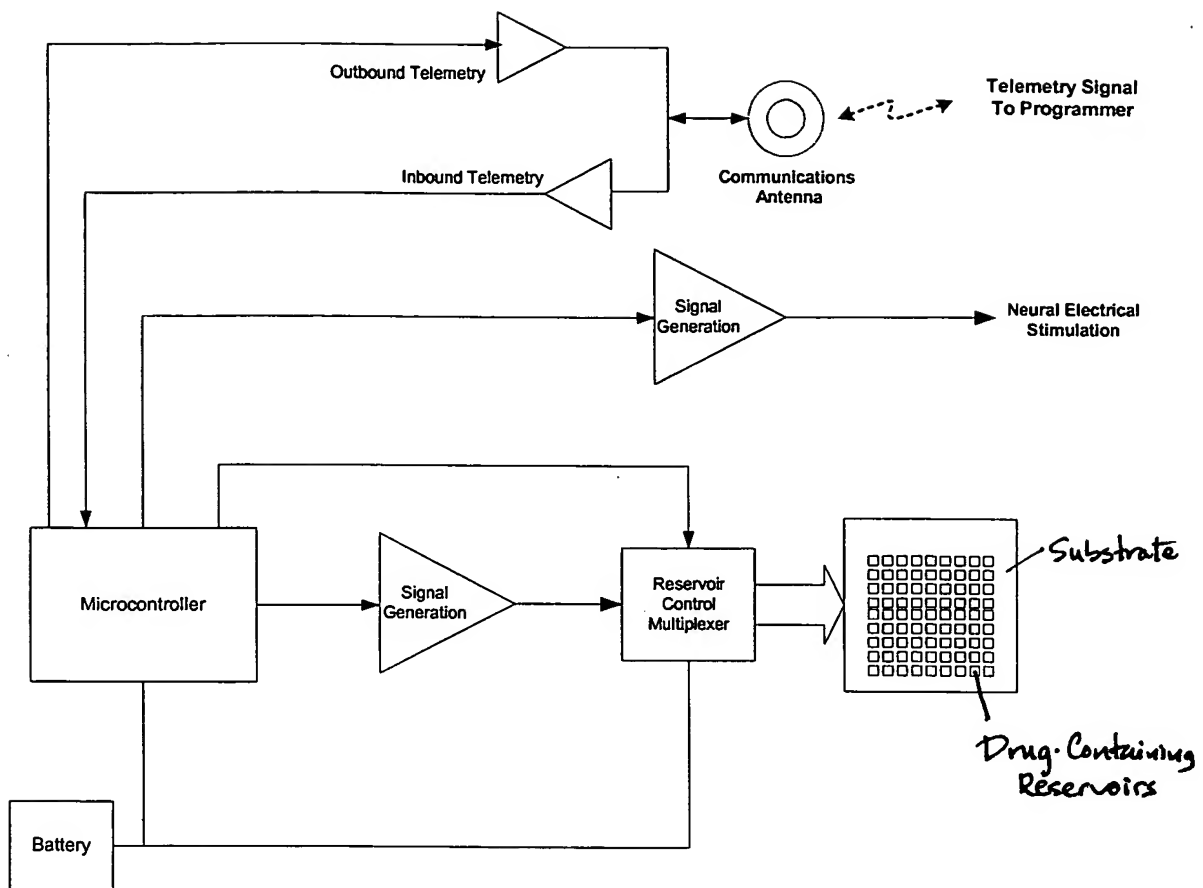 Outbound Telemetry
Telemetry Signal
To Programmer
Inbound Telemetry
Communications
Antenna
Signal
Generation
Neural Electrical
Stimulation
Microcontroller
Signal
Generation
Reservoir
Control
Multiplexer
Substrate
Drug-Containing
Reservoirs
Battery